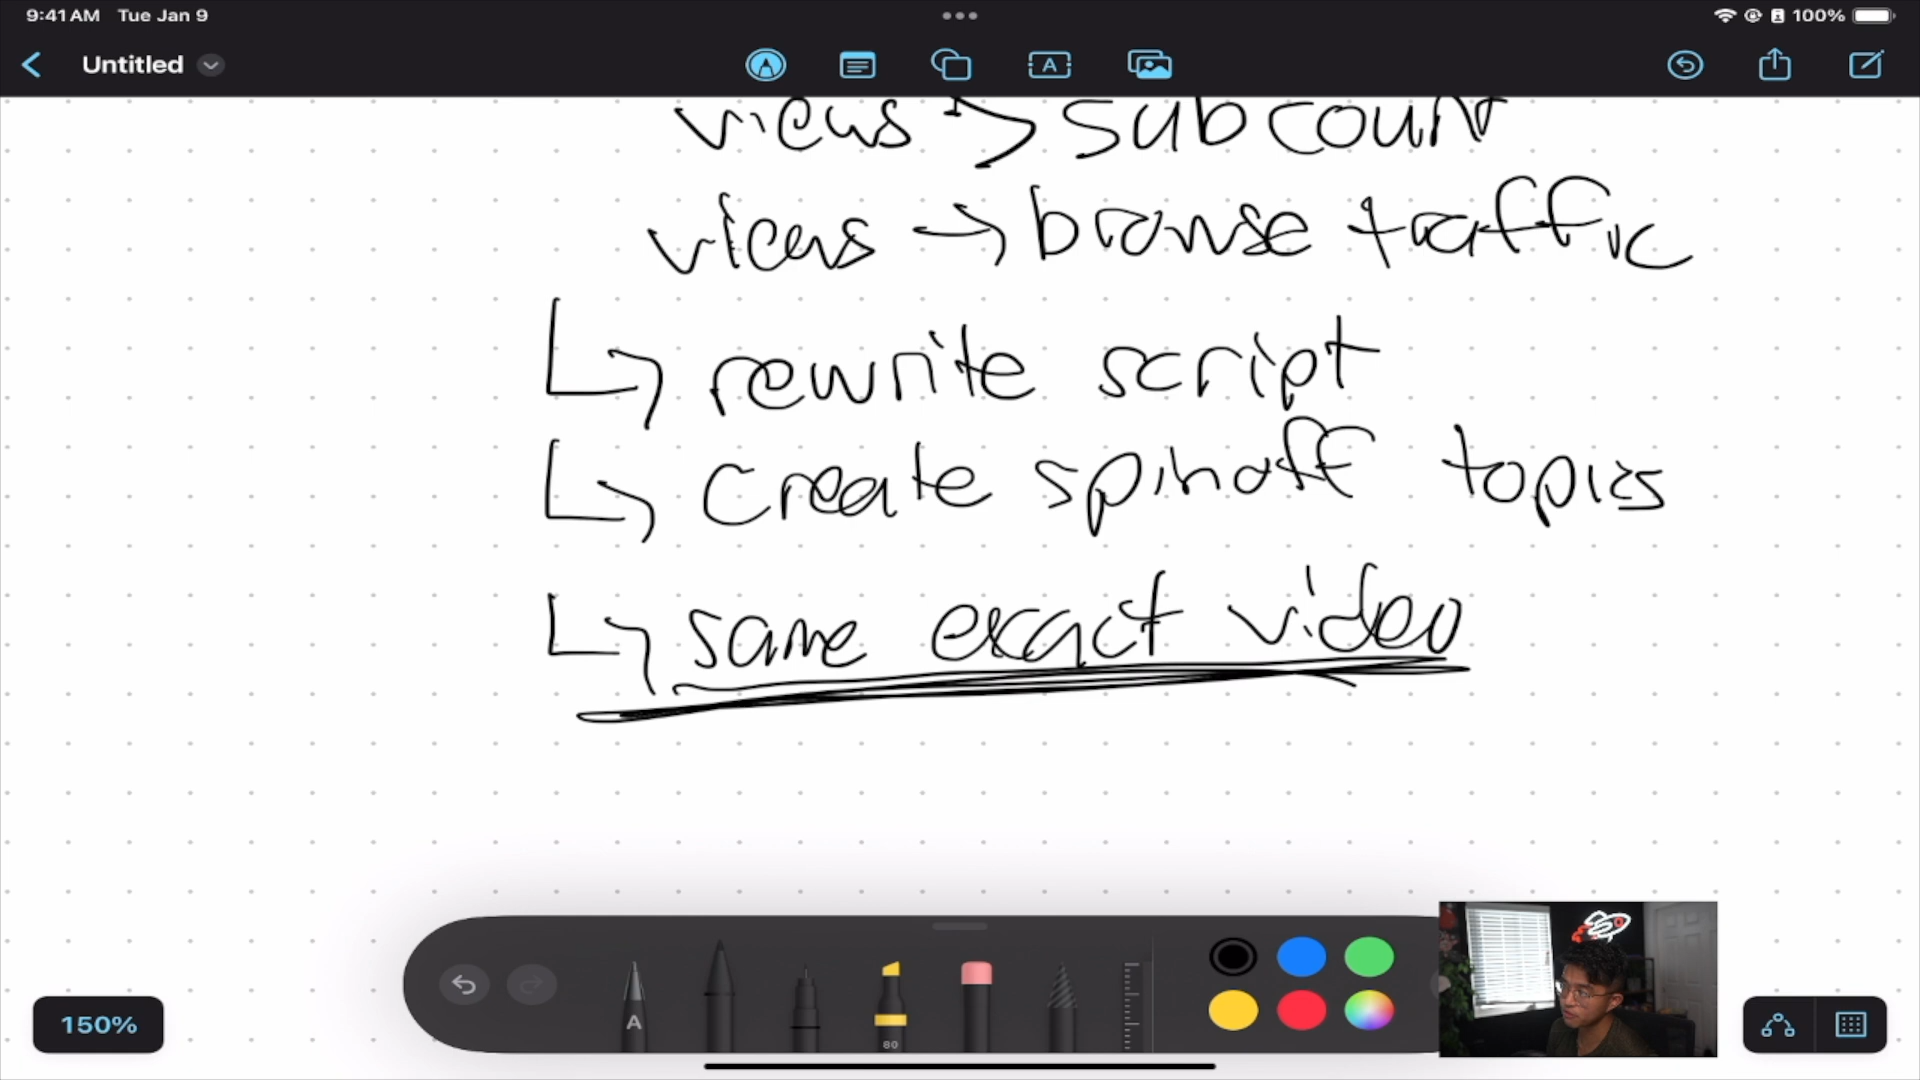 9:41 AM Tue Jan 9
100%
Untitled
A
views > sub count
views → browse traffic
↳ rewrite script
↳ create spinoff topics
↳ same exact video
A
80
150%